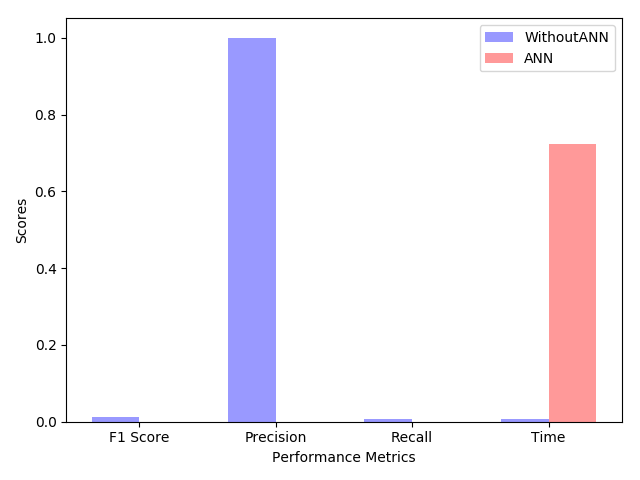 WithoutANN
ANN
1.0
0.8
0.6
0.4
0.2
0.0
Scores
F1 Score
Precision
Recall
Time
Performance Metrics